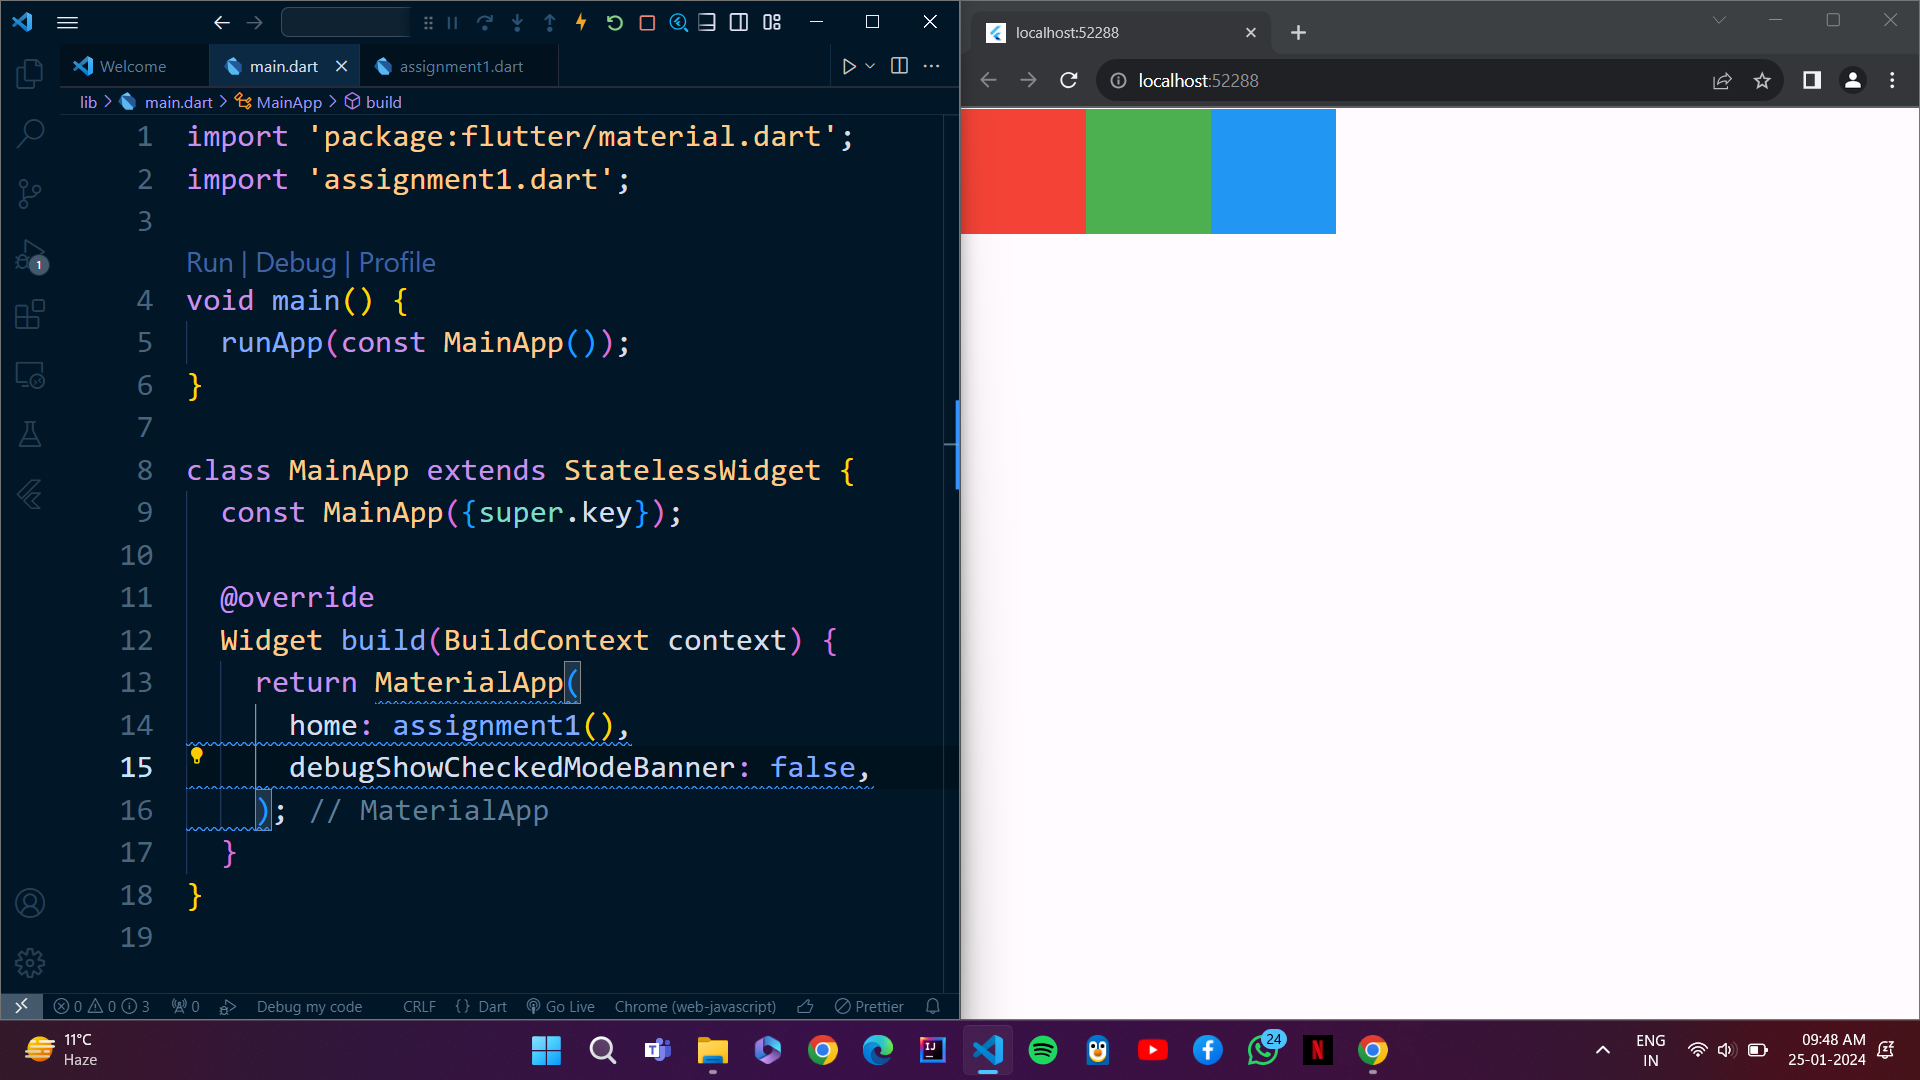 Welcome
main.dart
assignment1.dart
lib > main.dart > MainApp > build
1 import 'package:flutter/material.dart';
2 import 'assignment1.dart';
3
Run | Debug | Profile
4 void main() {
5 runApp(const MainApp());
6 }
7
8 class MainApp extends StatelessWidget {
9 const MainApp({super.key});
10
11 @override
12 Widget build(BuildContext context) {
13 return MaterialApp(
14 home: assignment1(),
15 debugShowCheckedModeBanner: false,
16 ); // MaterialApp
17 }
18 }
19
1
0 0 3 0 Debug my code CRLF {} Dart Go Live Chrome (web-javascript) Prettier
localhost:52288
localhost:52288
11°C
Haze
T
IJ
24
N
ENG
IN
09:48 AM
25-01-2024